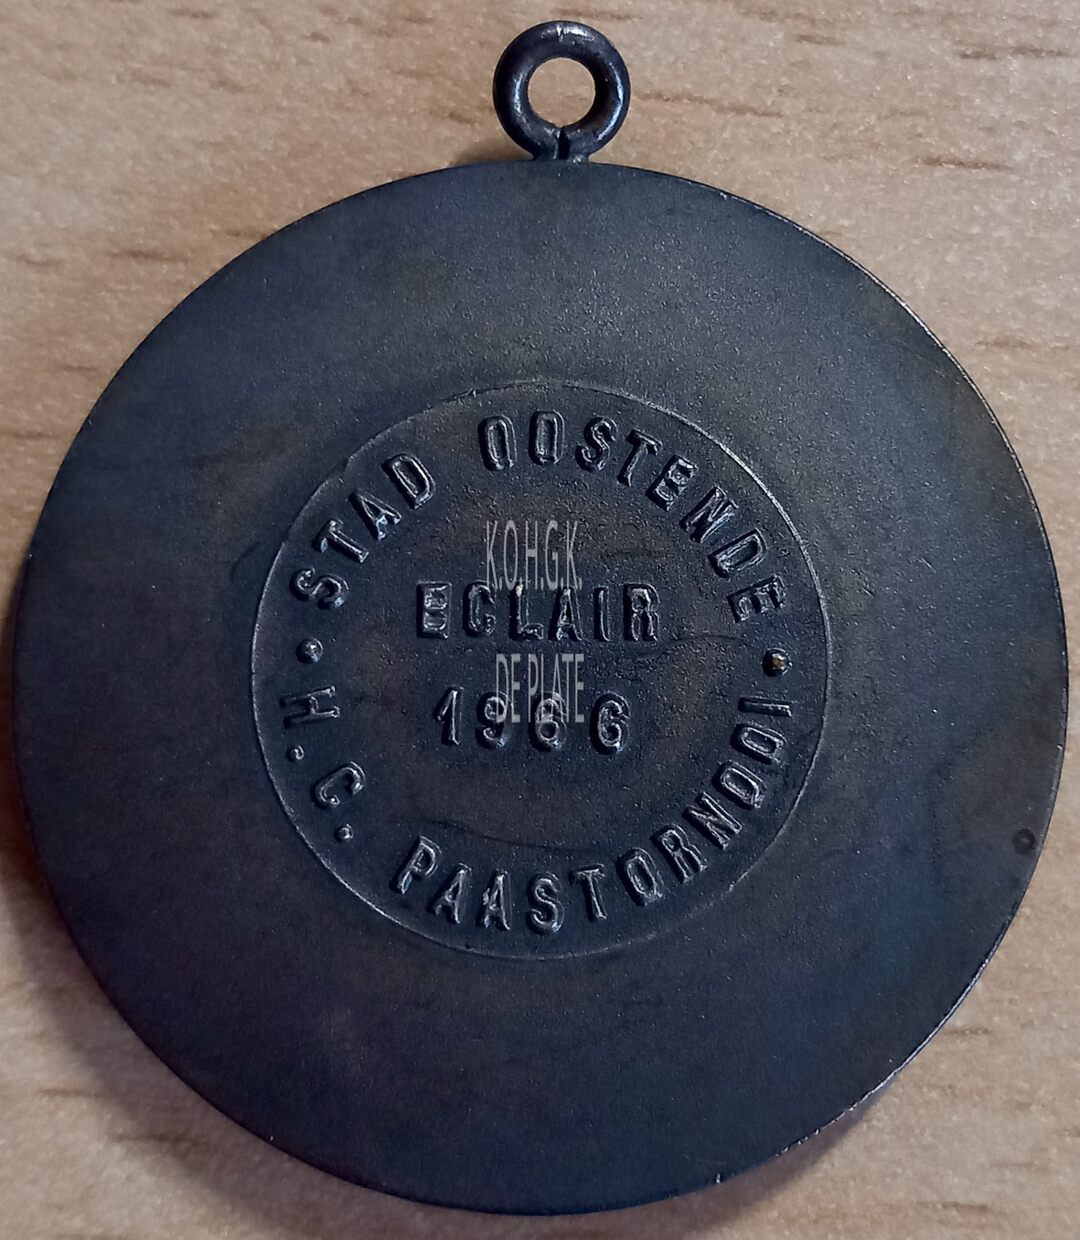 STAD OOSTENDE
K.O.H.G.K.
ECLAIR
DE PLATE
1966
H.C. PAASTORNOOI